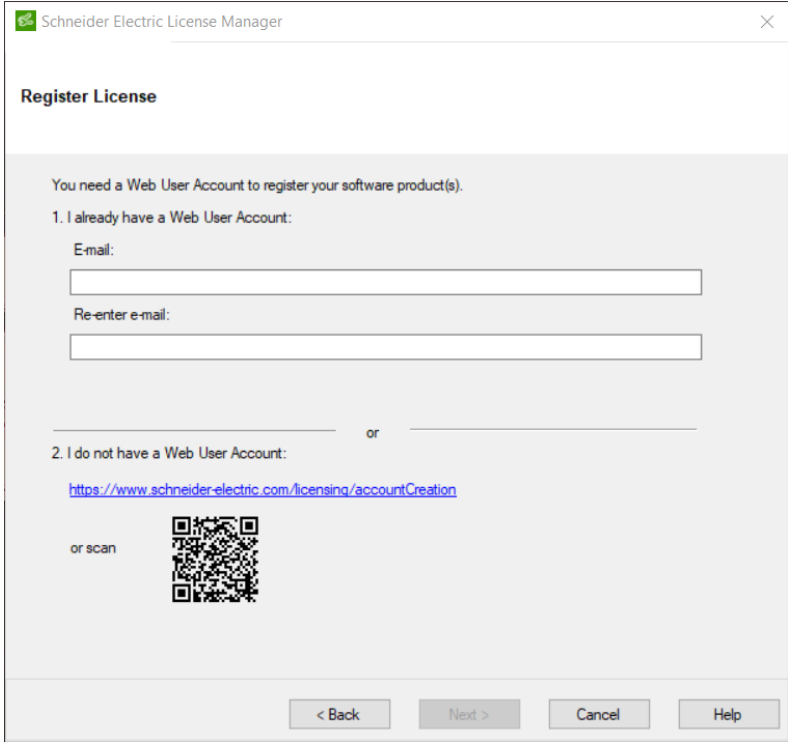 Schneider Electric License Manager
Register License
You need a Web User Account to register your software product(s).
1. I already have a Web User Account:
E-mail:
Re-enter e-mail:
or
2. I do not have a Web User Account:
https://www.schneider-electric.com/licensing/accountCreation
or scan
< Back
Next >
Cancel
Help